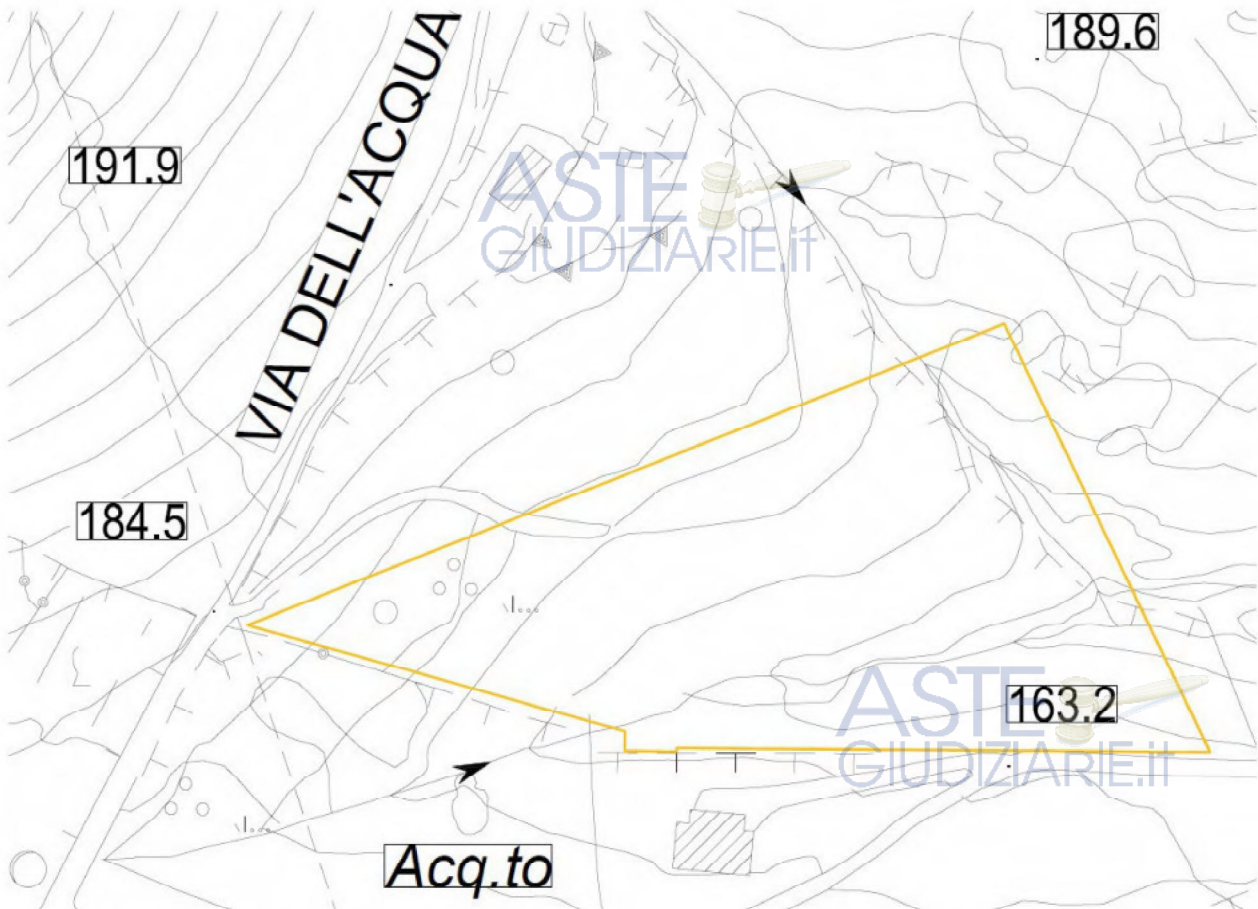 189.6
191.9
VIA DELL'ACQUA
ASTE
GIUDIZIARIE.it
184.5
\I...
ASTE
163.2
GIUDIZIARIE.it
\I...
Acq.to